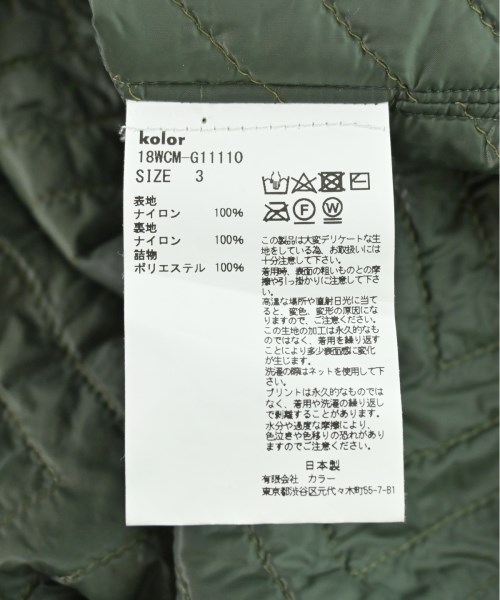 kolor
18WCM-G11110
SIZE 3
表地
ナイロン 100%
裏地
ナイロン 100%
詰物
ポリエステル 100%
F W
この製品は大変デリケートな生
地をしている為、お取扱いには
十分注意して下さい。
着用時、表面の粗いものとの摩
擦や引っ掛かりに注意して下さ
い。
高温な場所や直射日光に当て
ると、変色、変形の原因にな
りますので、ご注意ください。
この生地の加工は永久的なも
のではなく、着用を繰り返す
ことにより多少表面感に変化
が生じます。
洗濯の際はネットを使用して下
さい。
プリントは永久的なものでは
なく、着用や洗濯の繰り返し
で剥離することがあります。
水分や過度な摩擦により、
色泣きや色移りの恐れがあり
ますのでご注意ください。
日本製
有限会社 カラー
東京都渋谷区元代々木町55-7-B1